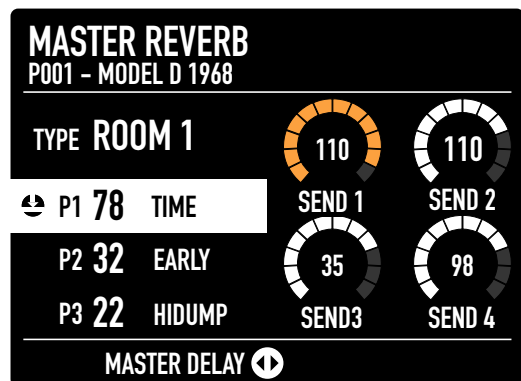 MASTER REVERB
P001 – MODEL D 1968
TYPE ROOM 1
110
SEND 1
110
SEND 2
P1 78 TIME
P2 32 EARLY
P3 22 HIDUMP
35
SEND3
98
SEND 4
MASTER DELAY